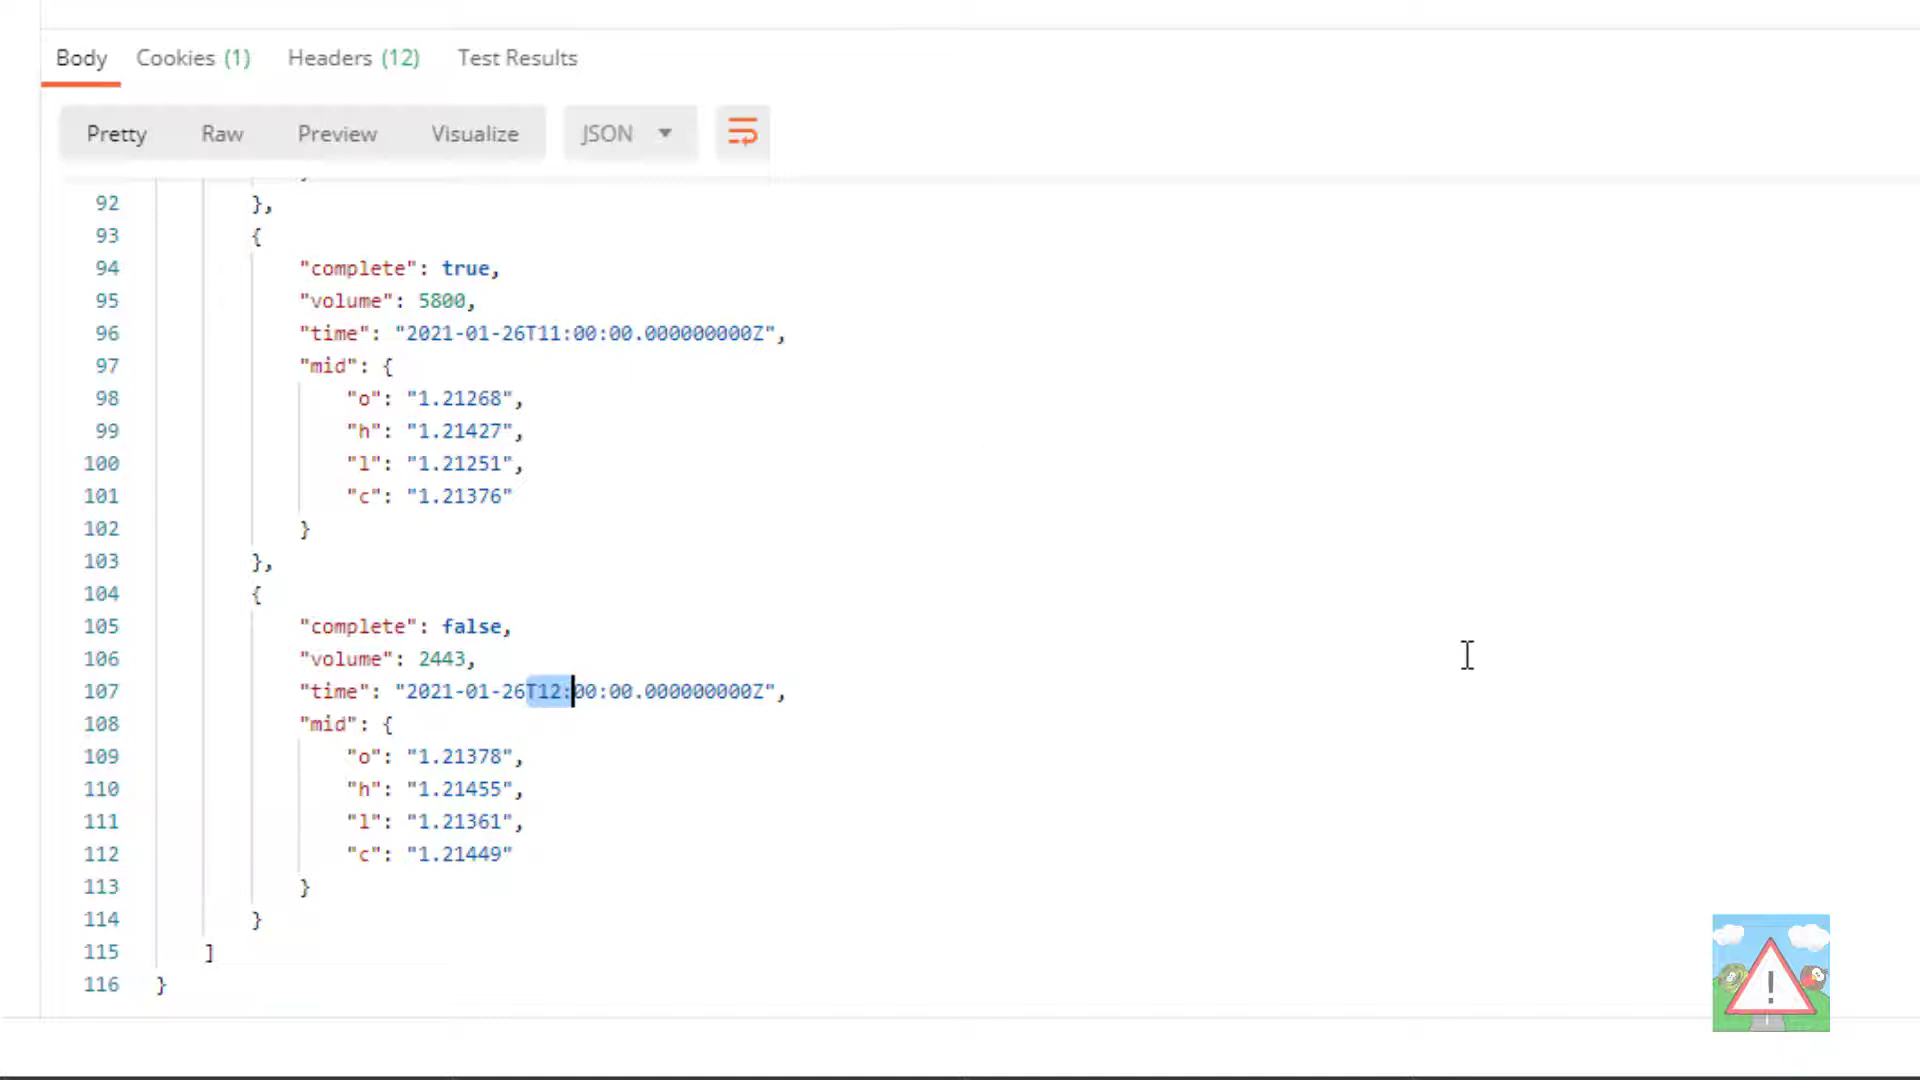 Body Cookies (1) Headers (12) Test Results
Pretty Raw Preview Visualize JSON
92 },
93 {
94 "complete": true,
95 "volume": 5800,
96 "time": "2021-01-26T11:00:00.000000000Z",
97 "mid": {
98 "o": "1.21268",
99 "h": "1.21427",
100 "l": "1.21251",
101 "c": "1.21376"
102 }
103 },
104 {
105 "complete": false,
106 "volume": 2443,
107 "time": "2021-01-26T12:00:00.000000000Z",
108 "mid": {
109 "o": "1.21378",
110 "h": "1.21455",
111 "l": "1.21361",
112 "c": "1.21449"
113 }
114 }
115 ]
116 }
!